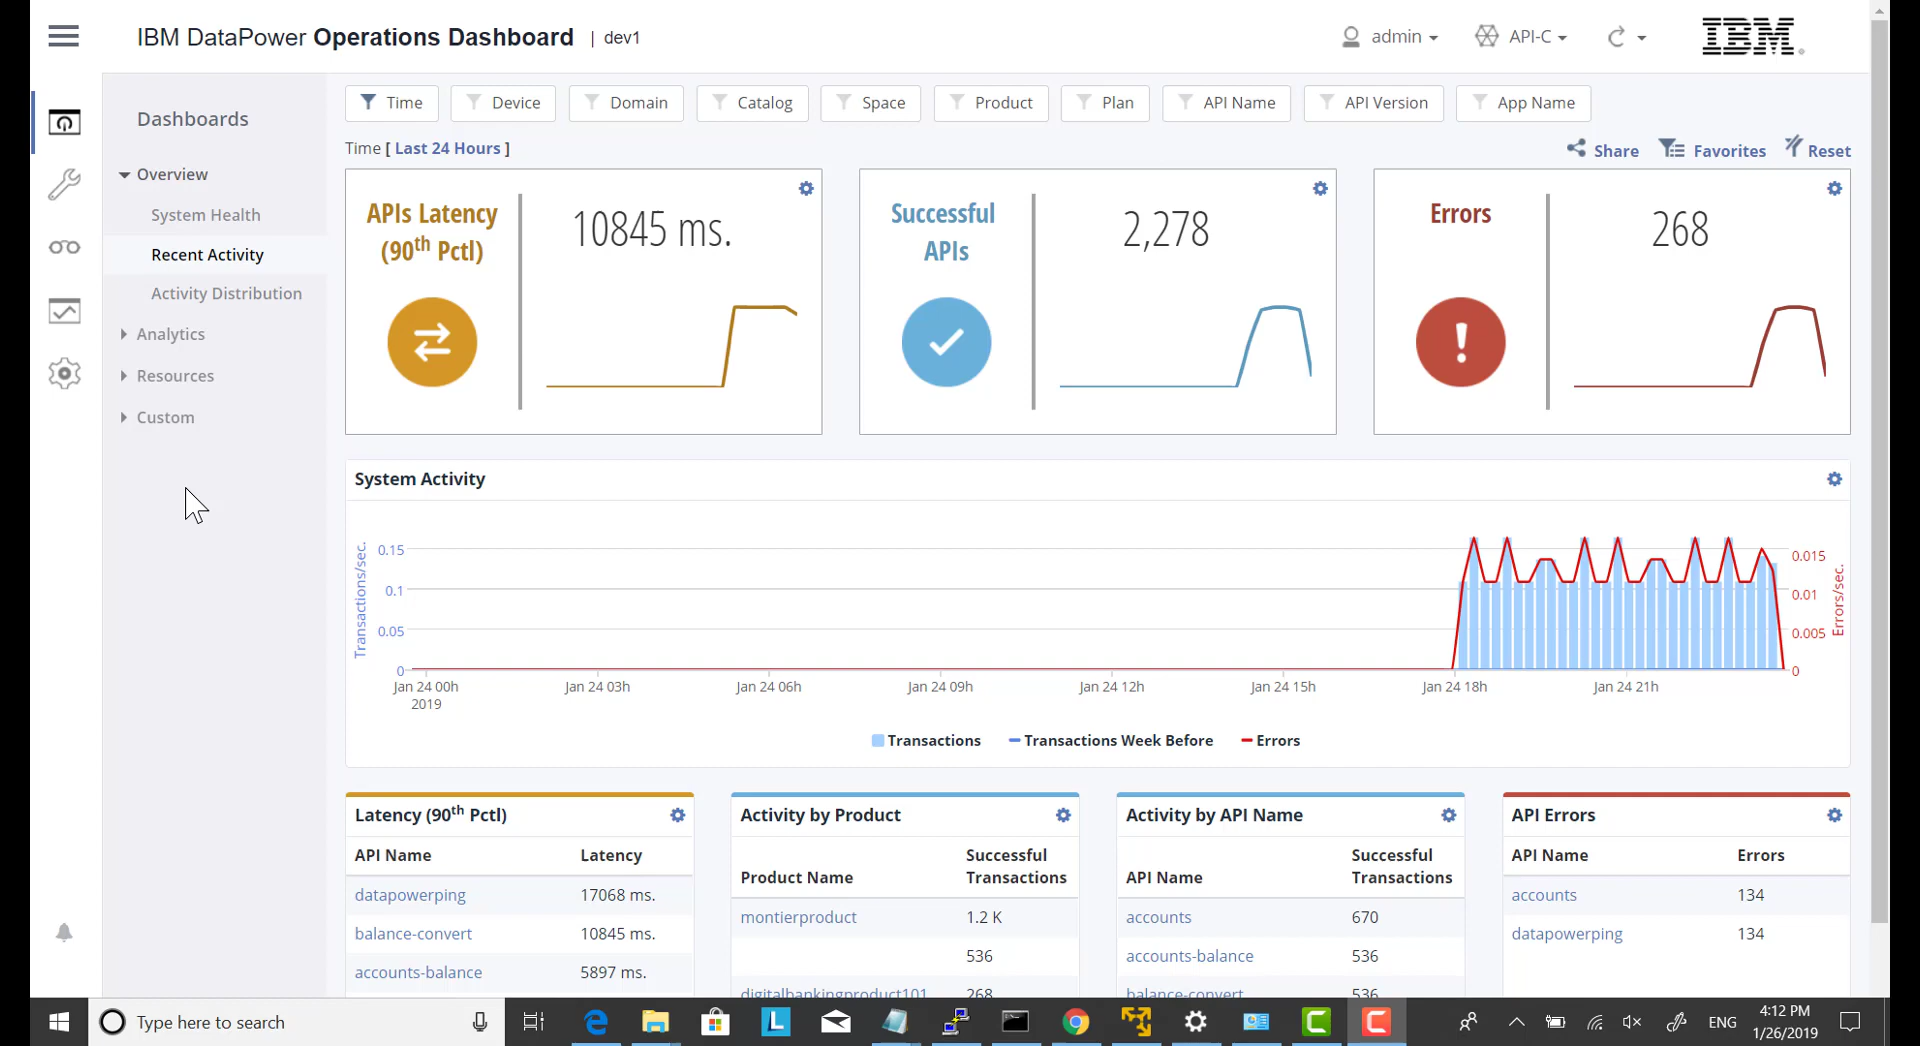 IBM DataPower Operations Dashboard | dev1
admin
API-C
IBM
Dashboards
Overview
System Health
Recent Activity
Activity Distribution
Analytics
Resources
Custom
Time
Device
Domain
Catalog
Space
Product
Plan
API Name
API Version
App Name
Time [ Last 24 Hours ]
Share
Favorites
Reset
APIs Latency
(90th Pctl)
10845 ms.
Successful
APIs
2,278
Errors
268
System Activity
Transactions/sec.
0.15
0.1
0.05
0
0.015
0.01
0.005
0
Errors/sec.
Jan 24 00h
2019
Jan 24 03h
Jan 24 06h
Jan 24 09h
Jan 24 12h
Jan 24 15h
Jan 24 18h
Jan 24 21h
Transactions
Transactions Week Before
Errors
Latency (90th Pctl)
API Name Latency
datapowerping 17068 ms.
balance-convert 10845 ms.
accounts-balance 5897 ms.
Activity by Product
Product Name Successful
Transactions
montierproduct 1.2 K
536
digitalbankingproduct101 268
Activity by API Name
API Name Successful
Transactions
accounts 670
accounts-balance 536
balance-convert 536
API Errors
API Name Errors
accounts 134
datapowerping 134
Type here to search
ENG
4:12 PM
1/26/2019